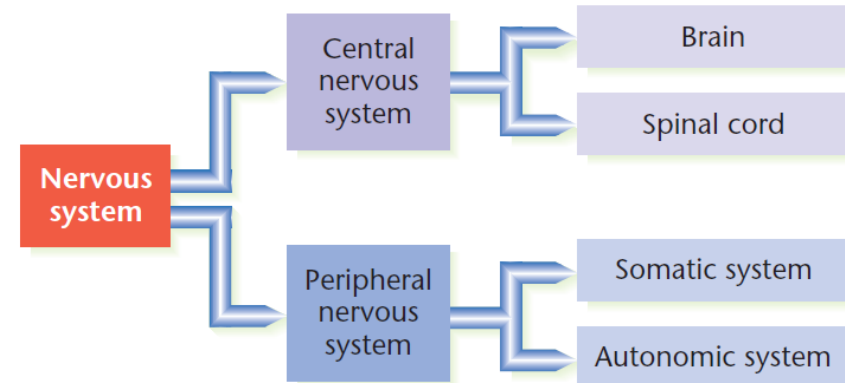 Nervous
system
Central
nervous
system
Brain
Spinal cord
Peripheral
nervous
system
Somatic system
Autonomic system